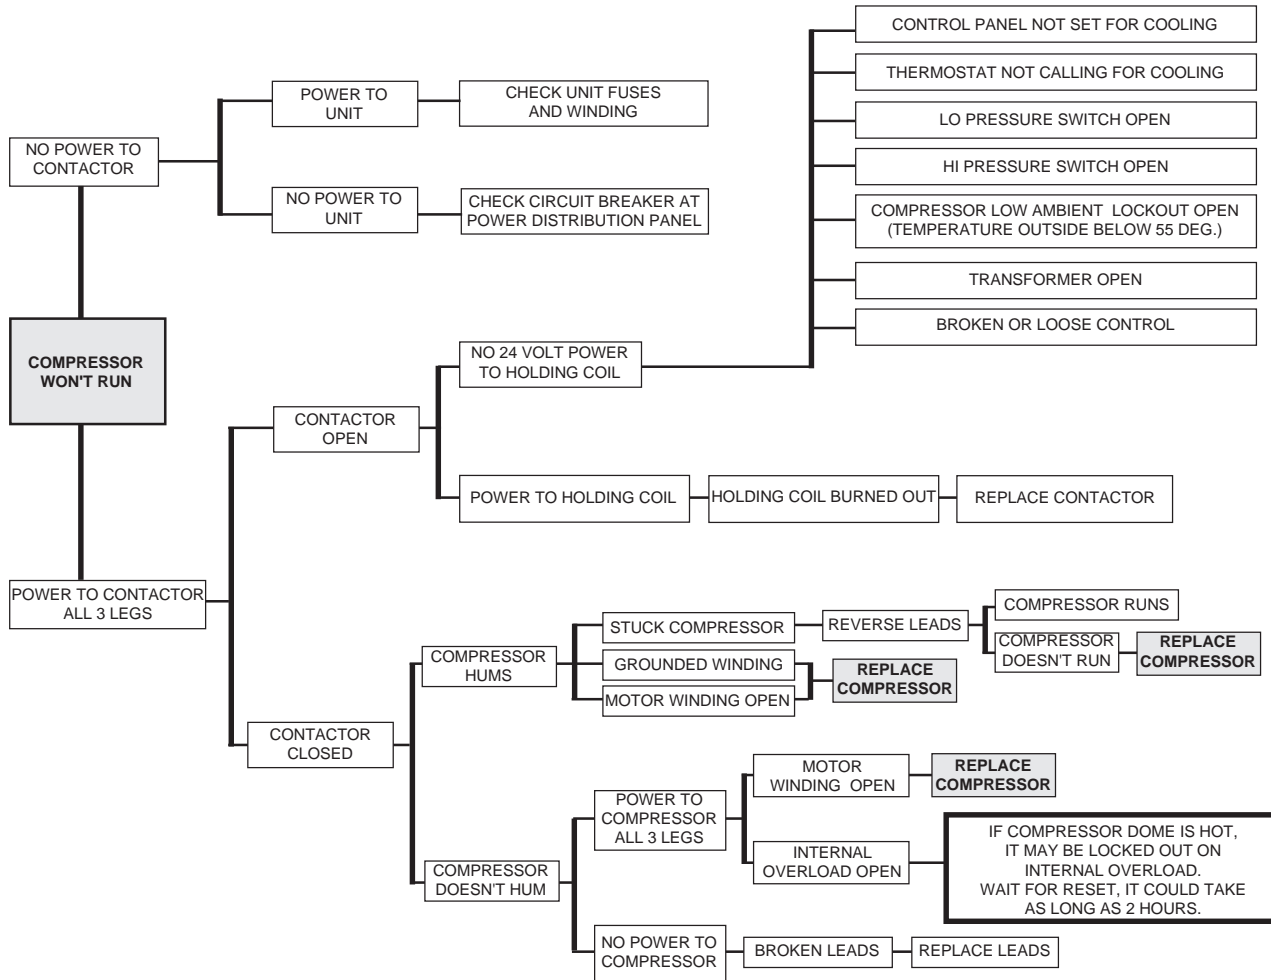 CONTROL PANEL NOT SET FOR COOLING
THERMOSTAT NOT CALLING FOR COOLING
LO PRESSURE SWITCH OPEN
HI PRESSURE SWITCH OPEN
COMPRESSOR LOW AMBIENT LOCKOUT OPEN
(TEMPERATURE OUTSIDE BELOW 55 DEG.)
TRANSFORMER OPEN
BROKEN OR LOOSE CONTROL
POWER TO
UNIT
CHECK UNIT FUSES
AND WINDING
NO POWER TO
CONTACTOR
NO POWER TO
UNIT
CHECK CIRCUIT BREAKER AT
POWER DISTRIBUTION PANEL
COMPRESSOR
WON'T RUN
NO 24 VOLT POWER
TO HOLDING COIL
CONTACTOR
OPEN
POWER TO HOLDING COIL
HOLDING COIL BURNED OUT
REPLACE CONTACTOR
POWER TO CONTACTOR
ALL 3 LEGS
COMPRESSOR
HUMS
STUCK COMPRESSOR
REVERSE LEADS
COMPRESSOR RUNS
COMPRESSOR
DOESN'T RUN
REPLACE
COMPRESSOR
GROUNDED WINDING
MOTOR WINDING OPEN
REPLACE
COMPRESSOR
CONTACTOR
CLOSED
MOTOR
WINDING OPEN
REPLACE
COMPRESSOR
POWER TO
COMPRESSOR
ALL 3 LEGS
INTERNAL
OVERLOAD OPEN
IF COMPRESSOR DOME IS HOT,
IT MAY BE LOCKED OUT ON
INTERNAL OVERLOAD.
WAIT FOR RESET, IT COULD TAKE
AS LONG AS 2 HOURS.
COMPRESSOR
DOESN'T HUM
NO POWER TO
COMPRESSOR
BROKEN LEADS
REPLACE LEADS